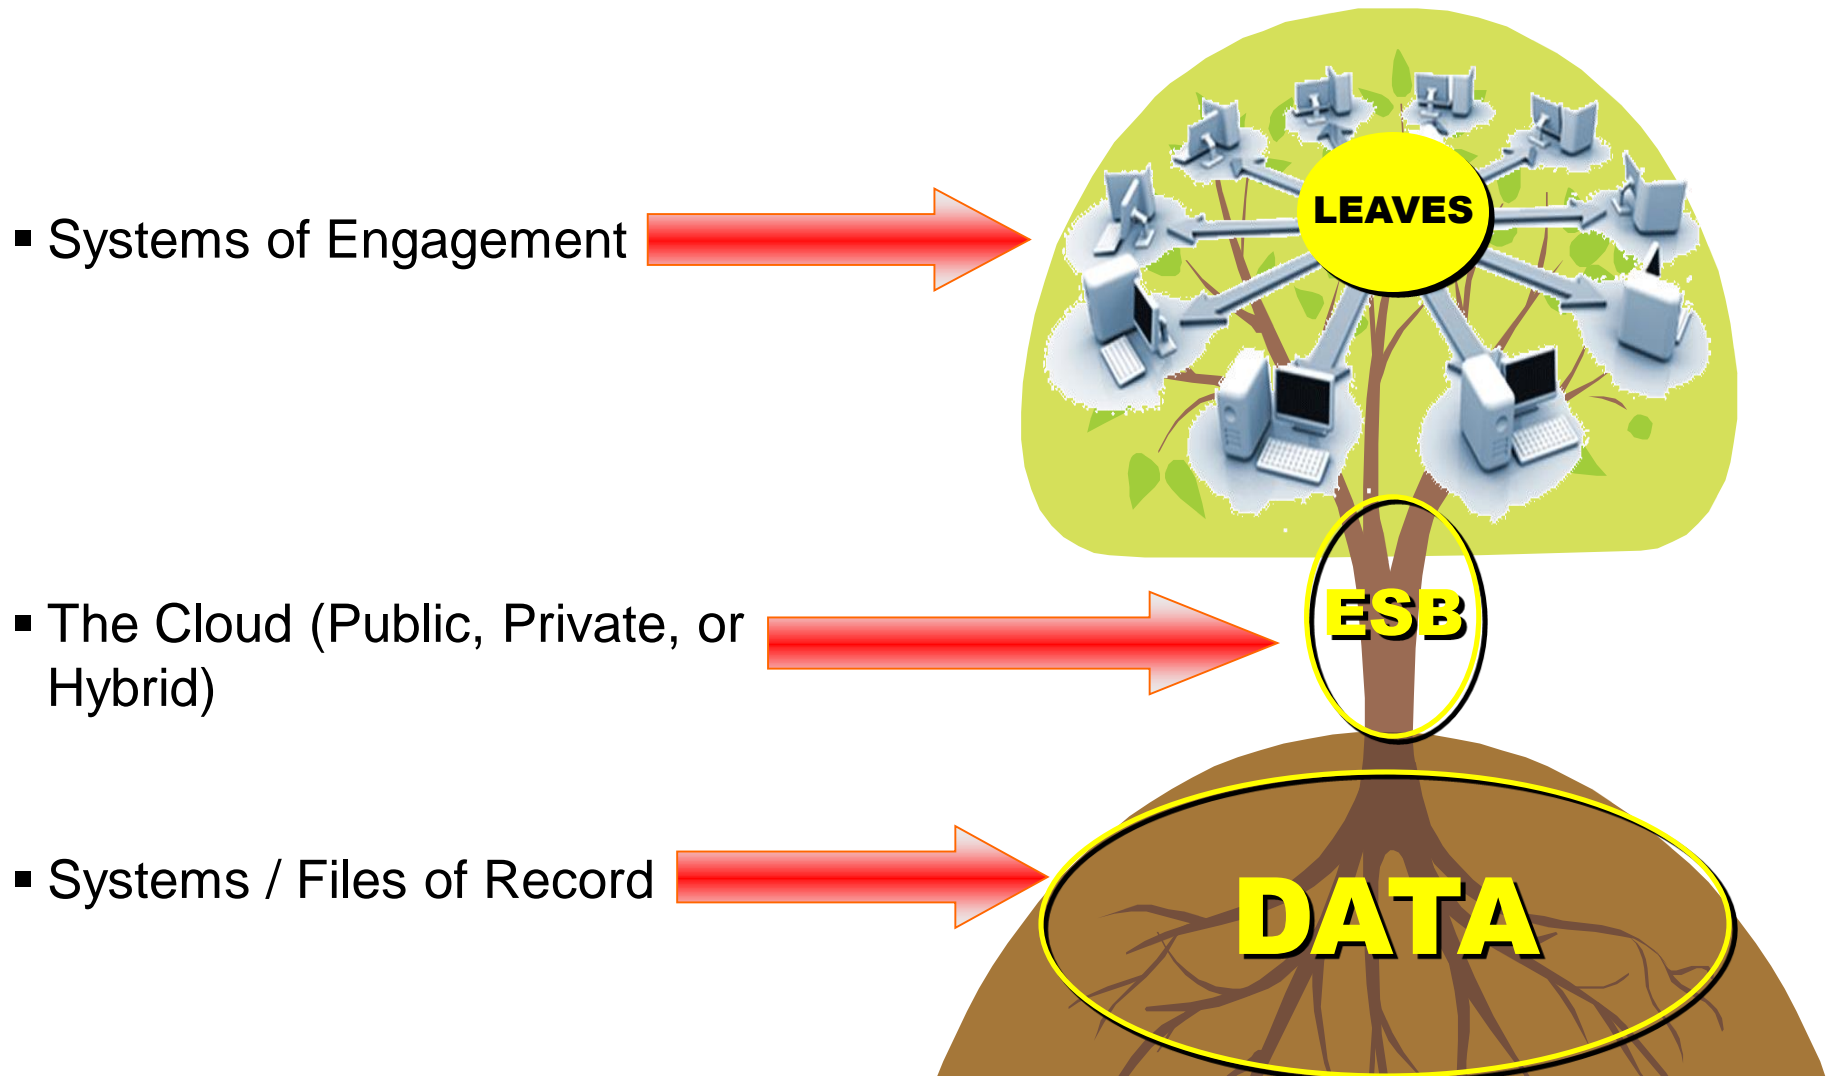 LEAVES
▪ Systems of Engagement
▪ The Cloud (Public, Private, or
Hybrid)
ESB
▪ Systems / Files of Record
DATA